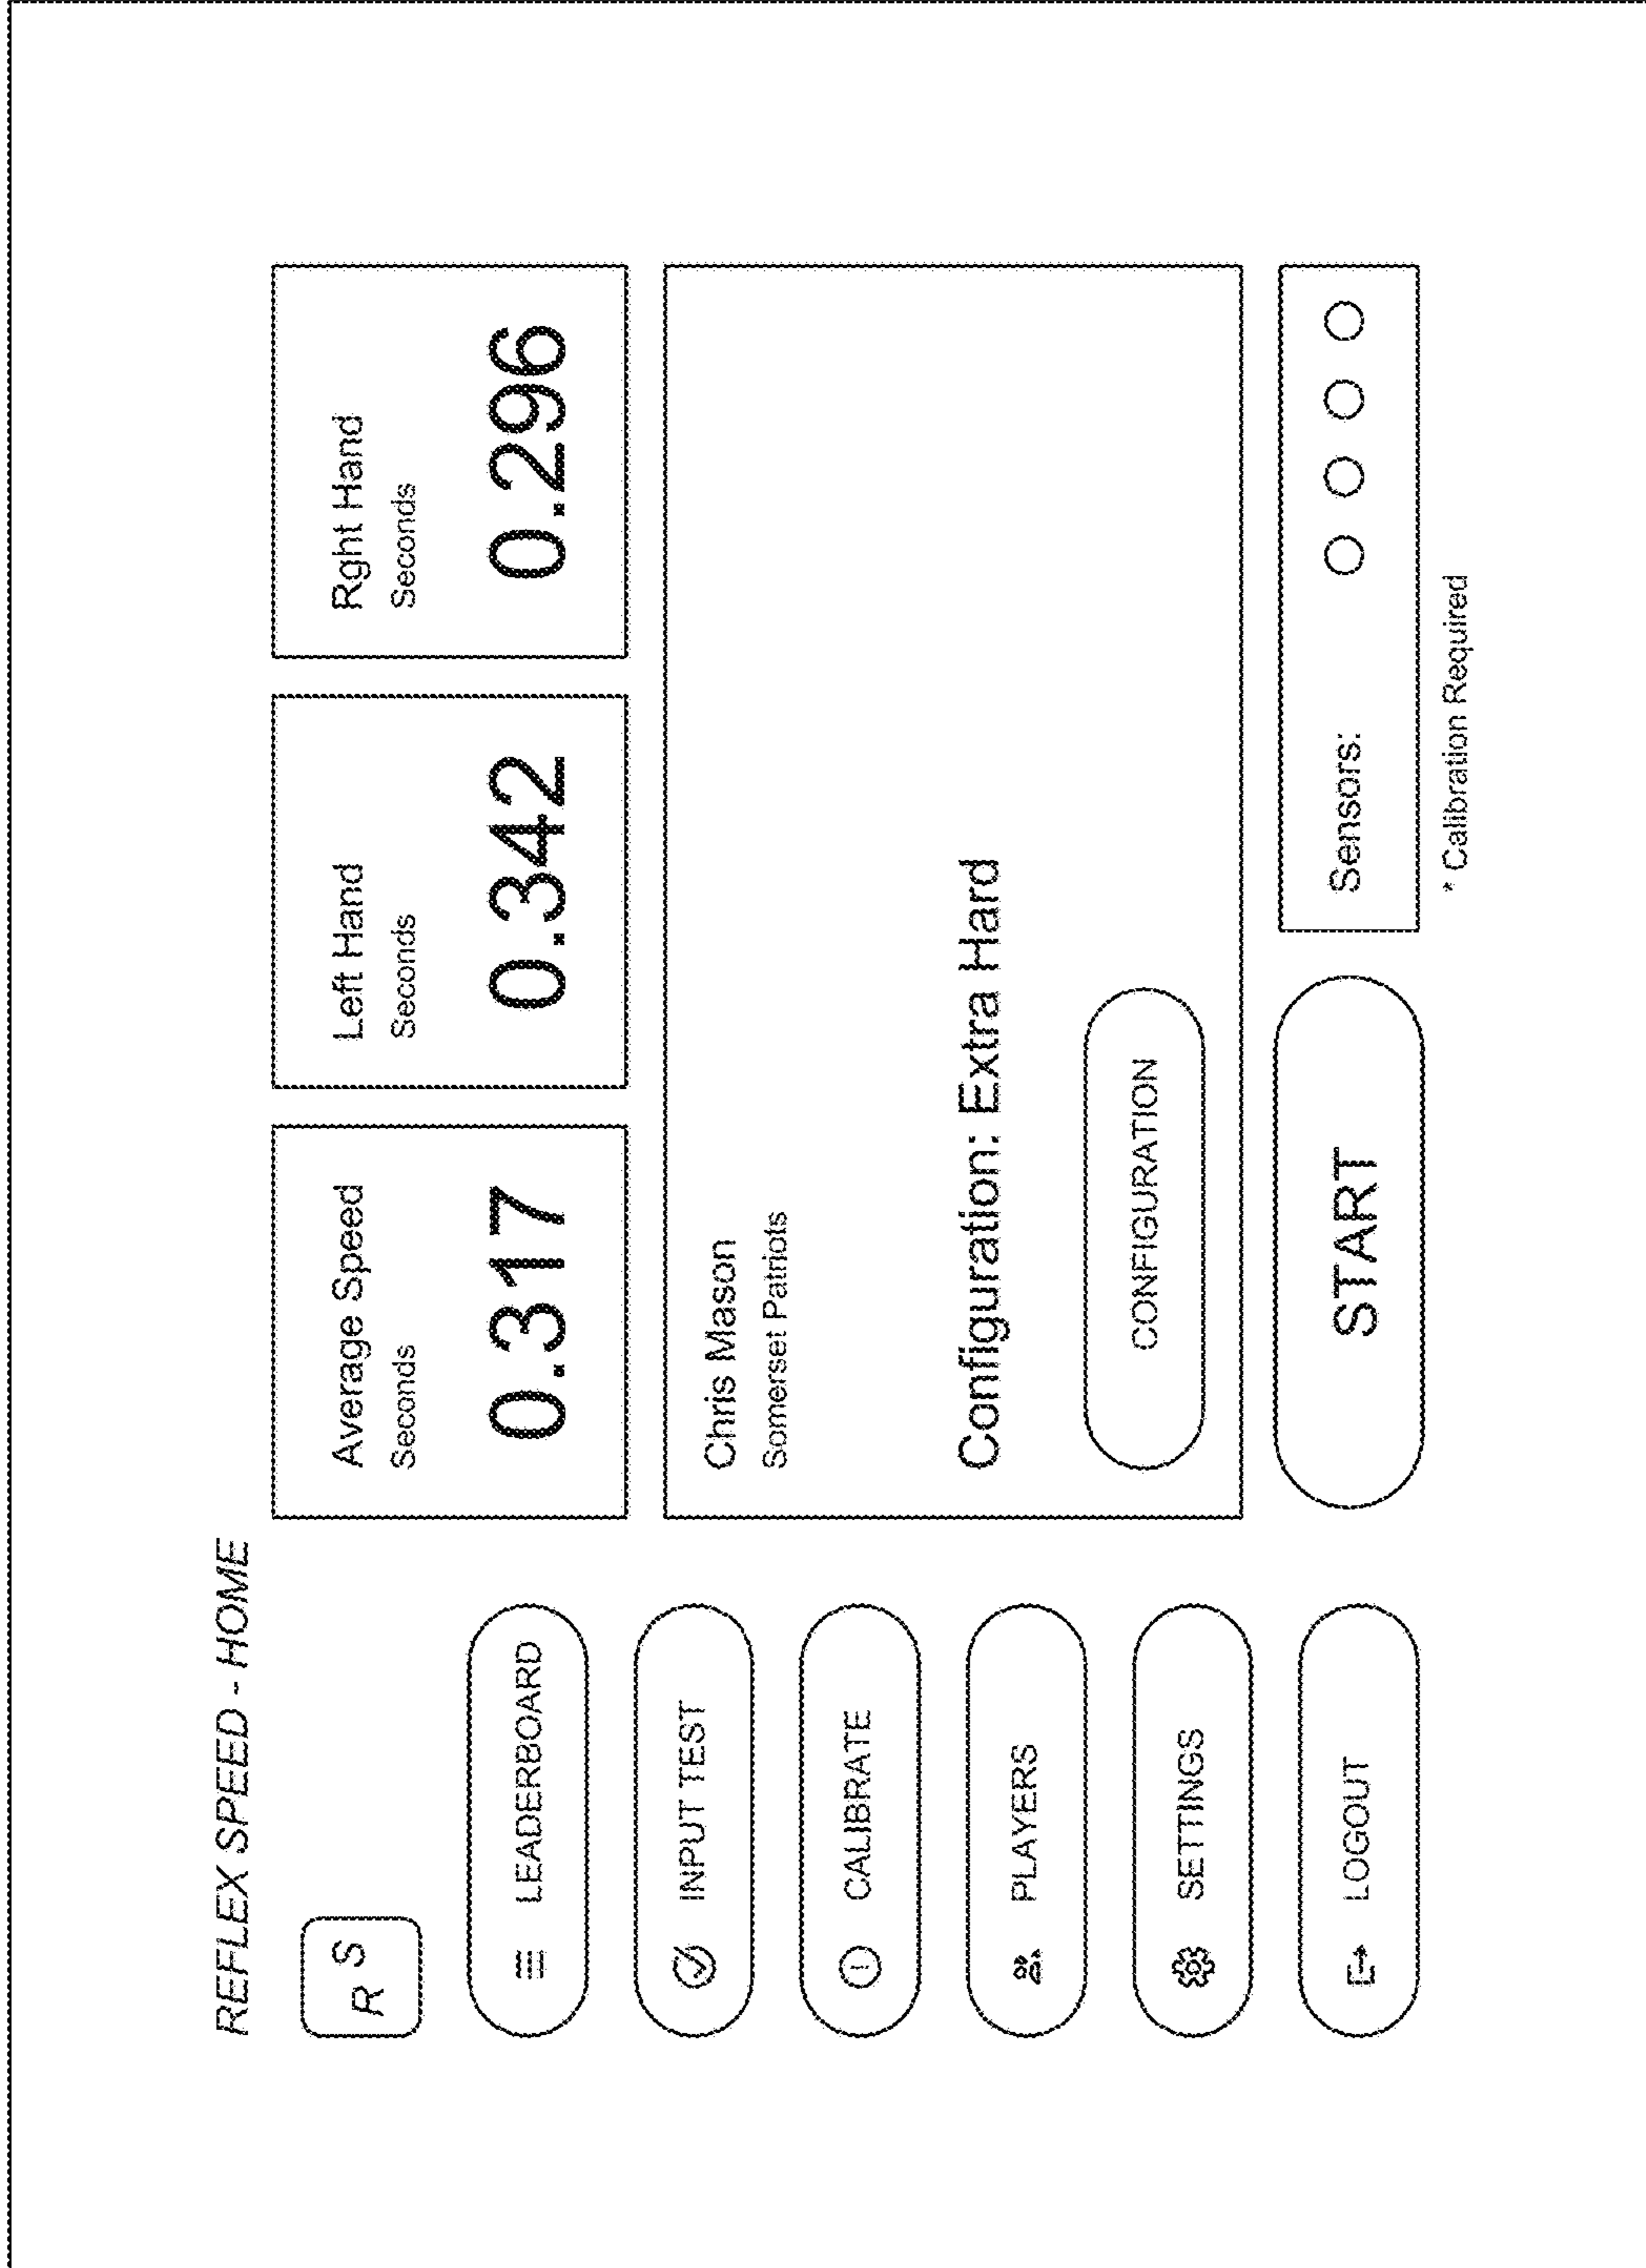 REFLEX SPEED - HOME
R S
LEADERBOARD
INPUT TEST
CALIBRATE
PLAYERS
SETTINGS
LOGOUT
Average Speed
Seconds
0.317
Left Hand
Seconds
0.342
Rght Hand
Seconds
0.296
Chris Mason
Somerset Patriots
Configuration: Extra Hard
CONFIGURATION
START
Sensors:
* Calibration Required